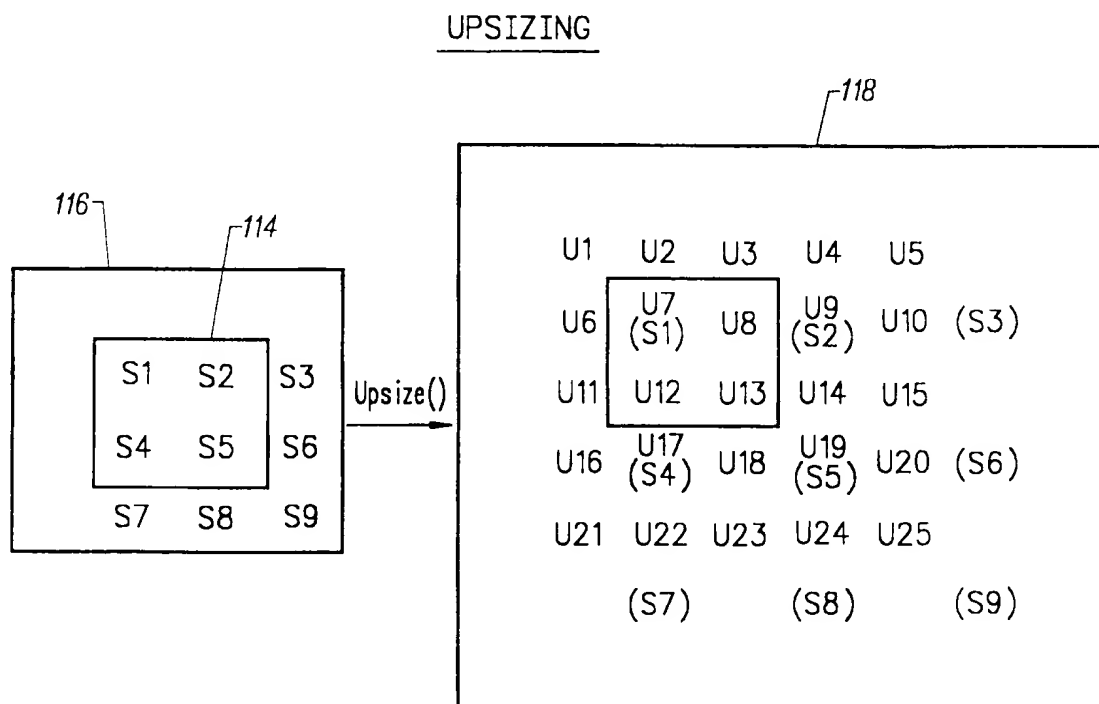 UPSIZING
118
116
114
U1 U2 U3 U4 U5
U7 U9
U6 (S1) U8 (S2) U10 (S3)
S1 S2 S3
Upsize()
U11 U12 U13 U14 U15
S4 S5 S6
U17 U19
U16 (S4) U18 (S5) U20 (S6)
S7 S8 S9
U21 U22 U23 U24 U25
(S7) (S8) (S9)